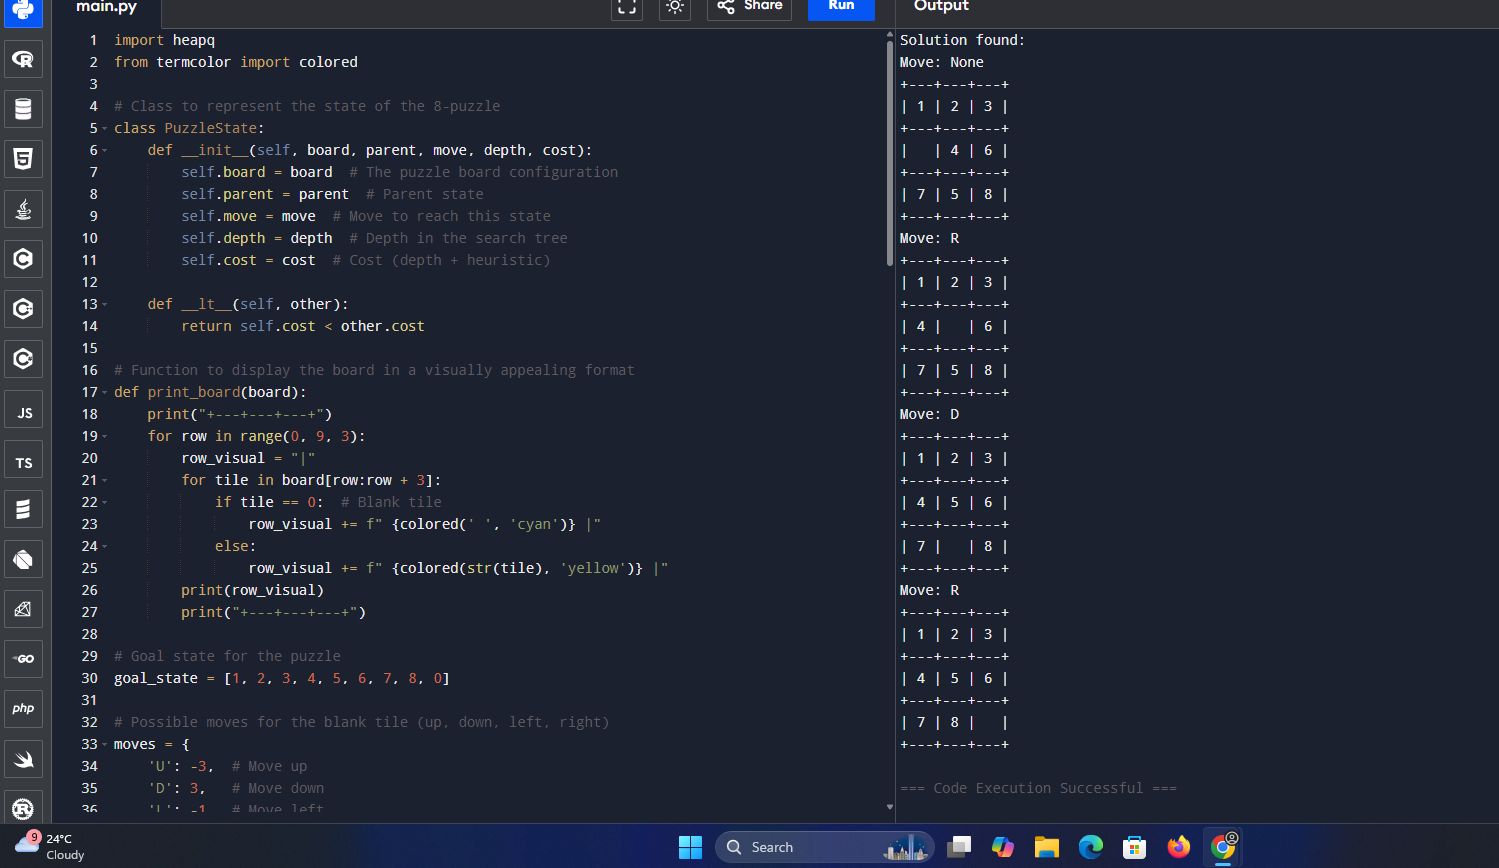 main.py
Share
Run
Output
1 import heapq
2 from termcolor import colored
3
4 # Class to represent the state of the 8-puzzle
5 class PuzzleState:
6     def __init__(self, board, parent, move, depth, cost):
7         self.board = board  # The puzzle board configuration
8         self.parent = parent  # Parent state
9         self.move = move  # Move to reach this state
10         self.depth = depth  # Depth in the search tree
11         self.cost = cost  # Cost (depth + heuristic)
12
13     def __lt__(self, other):
14         return self.cost < other.cost
15
16 # Function to display the board in a visually appealing format
17 def print_board(board):
18     print("+---+---+---+")
19     for row in range(0, 9, 3):
20         row_visual = "|"
21         for tile in board[row:row + 3]:
22             if tile == 0:  # Blank tile
23                 row_visual += f" {colored(' ', 'cyan')} |"
24             else:
25                 row_visual += f" {colored(str(tile), 'yellow')} |"
26         print(row_visual)
27         print("+---+---+---+")
28
29 # Goal state for the puzzle
30 goal_state = [1, 2, 3, 4, 5, 6, 7, 8, 0]
31
32 # Possible moves for the blank tile (up, down, left, right)
33 moves = {
34     'U': -3,  # Move up
35     'D': 3,   # Move down
36     'L': -1   # Move left
Solution found:
Move: None
+---+---+---+
| 1 | 2 | 3 |
+---+---+---+
|   | 4 | 6 |
+---+---+---+
| 7 | 5 | 8 |
+---+---+---+
Move: R
+---+---+---+
| 1 | 2 | 3 |
+---+---+---+
| 4 |   | 6 |
+---+---+---+
| 7 | 5 | 8 |
+---+---+---+
Move: D
+---+---+---+
| 1 | 2 | 3 |
+---+---+---+
| 4 | 5 | 6 |
+---+---+---+
| 7 |   | 8 |
+---+---+---+
Move: R
+---+---+---+
| 1 | 2 | 3 |
+---+---+---+
| 4 | 5 | 6 |
+---+---+---+
| 7 | 8 |   |
+---+---+---+
=== Code Execution Successful ===
R
5
C
C
C
JS
TS
GO
php
R
9
24°C
Cloudy
Search